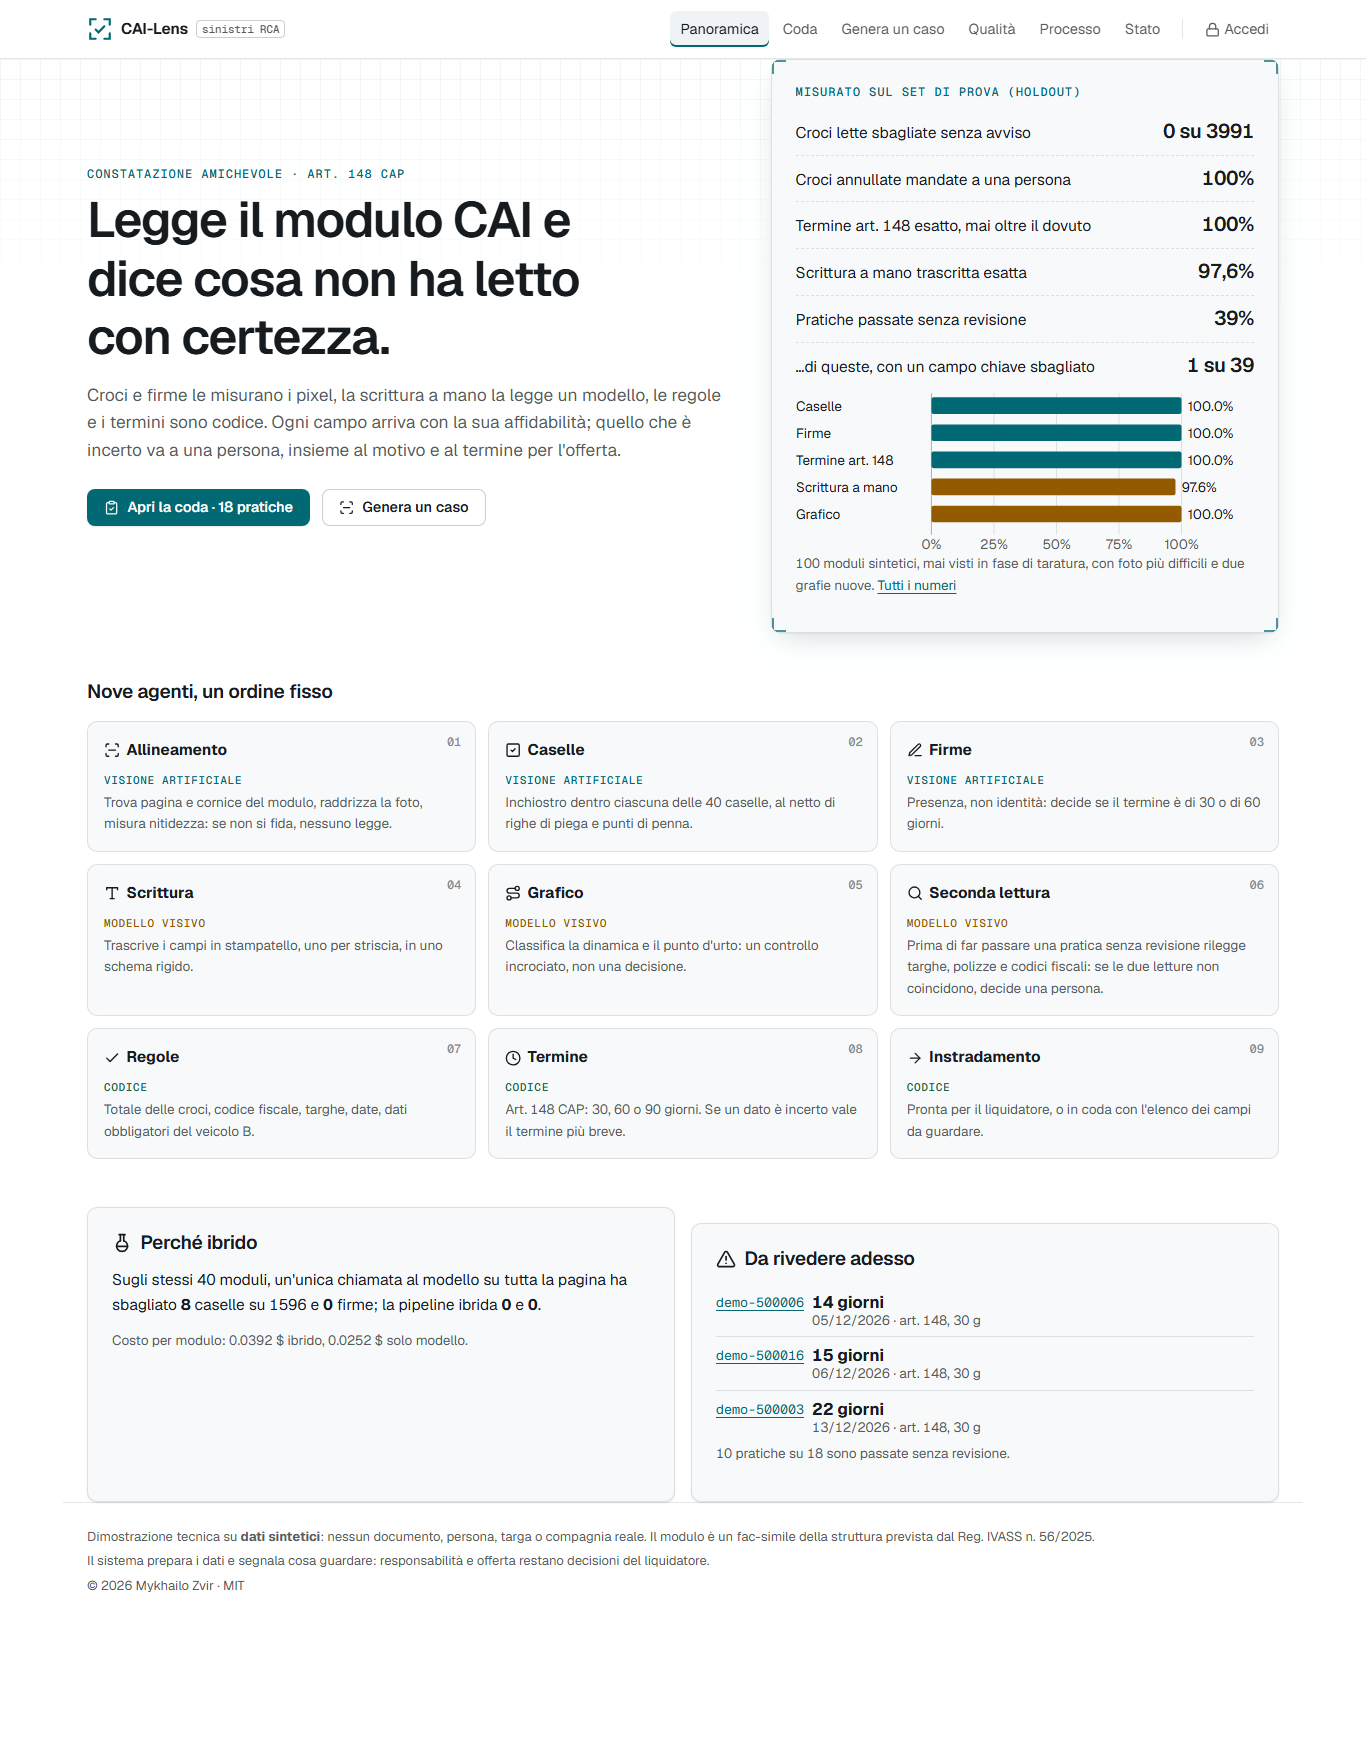 CAI-Lens sinistri RCA
Panoramica Coda Genera un caso Qualità Processo Stato Accedi
CONSTATAZIONE AMICHEVOLE · ART. 148 CAP
Legge il modulo CAI e
dice cosa non ha letto
con certezza.
Croci e firme le misurano i pixel, la scrittura a mano la legge un modello, le regole
e i termini sono codice. Ogni campo arriva con la sua affidabilità; quello che è
incerto va a una persona, insieme al motivo e al termine per l'offerta.
Apri la coda · 18 pratiche
Genera un caso
MISURATO SUL SET DI PROVA (HOLDOUT)
Croci lette sbagliate senza avviso 0 su 3991
Croci annullate mandate a una persona 100%
Termine art. 148 esatto, mai oltre il dovuto 100%
Scrittura a mano trascritta esatta 97,6%
Pratiche passate senza revisione 39%
…di queste, con un campo chiave sbagliato 1 su 39
Caselle 100.0%
Firme 100.0%
Termine art. 148 100.0%
Scrittura a mano 97.6%
Grafico 100.0%
0% 25% 50% 75% 100%
100 moduli sintetici, mai visti in fase di taratura, con foto più difficili e due
grafie nuove. Tutti i numeri
Nove agenti, un ordine fisso
Allineamento 01
VISIONE ARTIFICIALE
Trova pagina e cornice del modulo, raddrizza la foto,
misura nitidezza: se non si fida, nessuno legge.
Caselle 02
VISIONE ARTIFICIALE
Inchiostro dentro ciascuna delle 40 caselle, al netto di
righe di piega e punti di penna.
Firme 03
VISIONE ARTIFICIALE
Presenza, non identità: decide se il termine è di 30 o di 60
giorni.
Scrittura 04
MODELLO VISIVO
Trascrive i campi in stampatello, uno per striscia, in uno
schema rigido.
Grafico 05
MODELLO VISIVO
Classifica la dinamica e il punto d'urto: un controllo
incrociato, non una decisione.
Seconda lettura 06
MODELLO VISIVO
Prima di far passare una pratica senza revisione rilegge
targhe, polizze e codici fiscali: se le due letture non
coincidono, decide una persona.
Regole 07
CODICE
Totale delle croci, codice fiscale, targhe, date, dati
obbligatori del veicolo B.
Termine 08
CODICE
Art. 148 CAP: 30, 60 o 90 giorni. Se un dato è incerto vale
il termine più breve.
Instradamento 09
CODICE
Pronta per il liquidatore, o in coda con l'elenco dei campi
da guardare.
Perché ibrido
Sugli stessi 40 moduli, un'unica chiamata al modello su tutta la pagina ha
sbagliato 8 caselle su 1596 e 0 firme; la pipeline ibrida 0 e 0.
Costo per modulo: 0.0392 $ ibrido, 0.0252 $ solo modello.
Da rivedere adesso
demo-500006 14 giorni
05/12/2026 · art. 148, 30 g
demo-500016 15 giorni
06/12/2026 · art. 148, 30 g
demo-500003 22 giorni
13/12/2026 · art. 148, 30 g
10 pratiche su 18 sono passate senza revisione.
Dimostrazione tecnica su dati sintetici: nessun documento, persona, targa o compagnia reale. Il modulo è un fac-simile della struttura prevista dal Reg. IVASS n. 56/2025.
Il sistema prepara i dati e segnala cosa guardare: responsabilità e offerta restano decisioni del liquidatore.
© 2026 Mykhailo Zvir · MIT